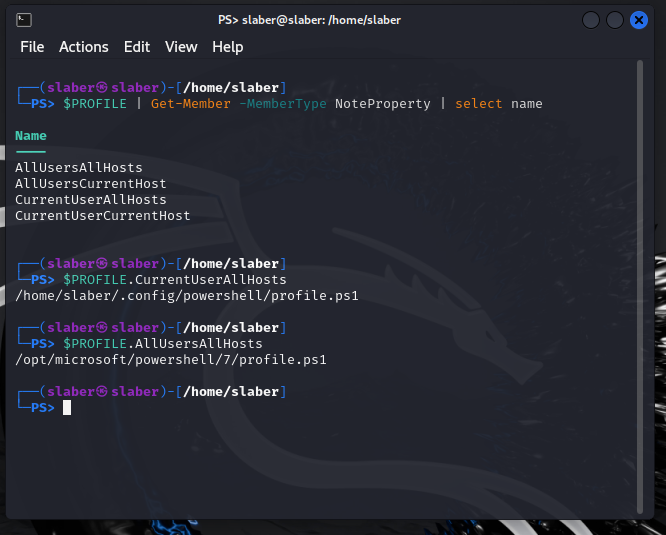 PS> slaber@slaber: /home/slaber
File Actions Edit View Help
┌──(slaber㉿slaber)-[/home/slaber]
└─PS> $PROFILE | Get-Member -MemberType NoteProperty | select name
Name
────
AllUsersAllHosts
AllUsersCurrentHost
CurrentUserAllHosts
CurrentUserCurrentHost
┌──(slaber㉿slaber)-[/home/slaber]
└─PS> $PROFILE.CurrentUserAllHosts
/home/slaber/.config/powershell/profile.ps1
┌──(slaber㉿slaber)-[/home/slaber]
└─PS> $PROFILE.AllUsersAllHosts
/opt/microsoft/powershell/7/profile.ps1
┌──(slaber㉿slaber)-[/home/slaber]
└─PS>